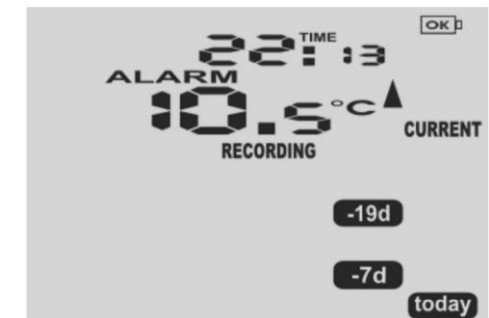 OK
TIME
22:13
ALARM
10.5°C
CURRENT
RECORDING
-19d
-7d
today